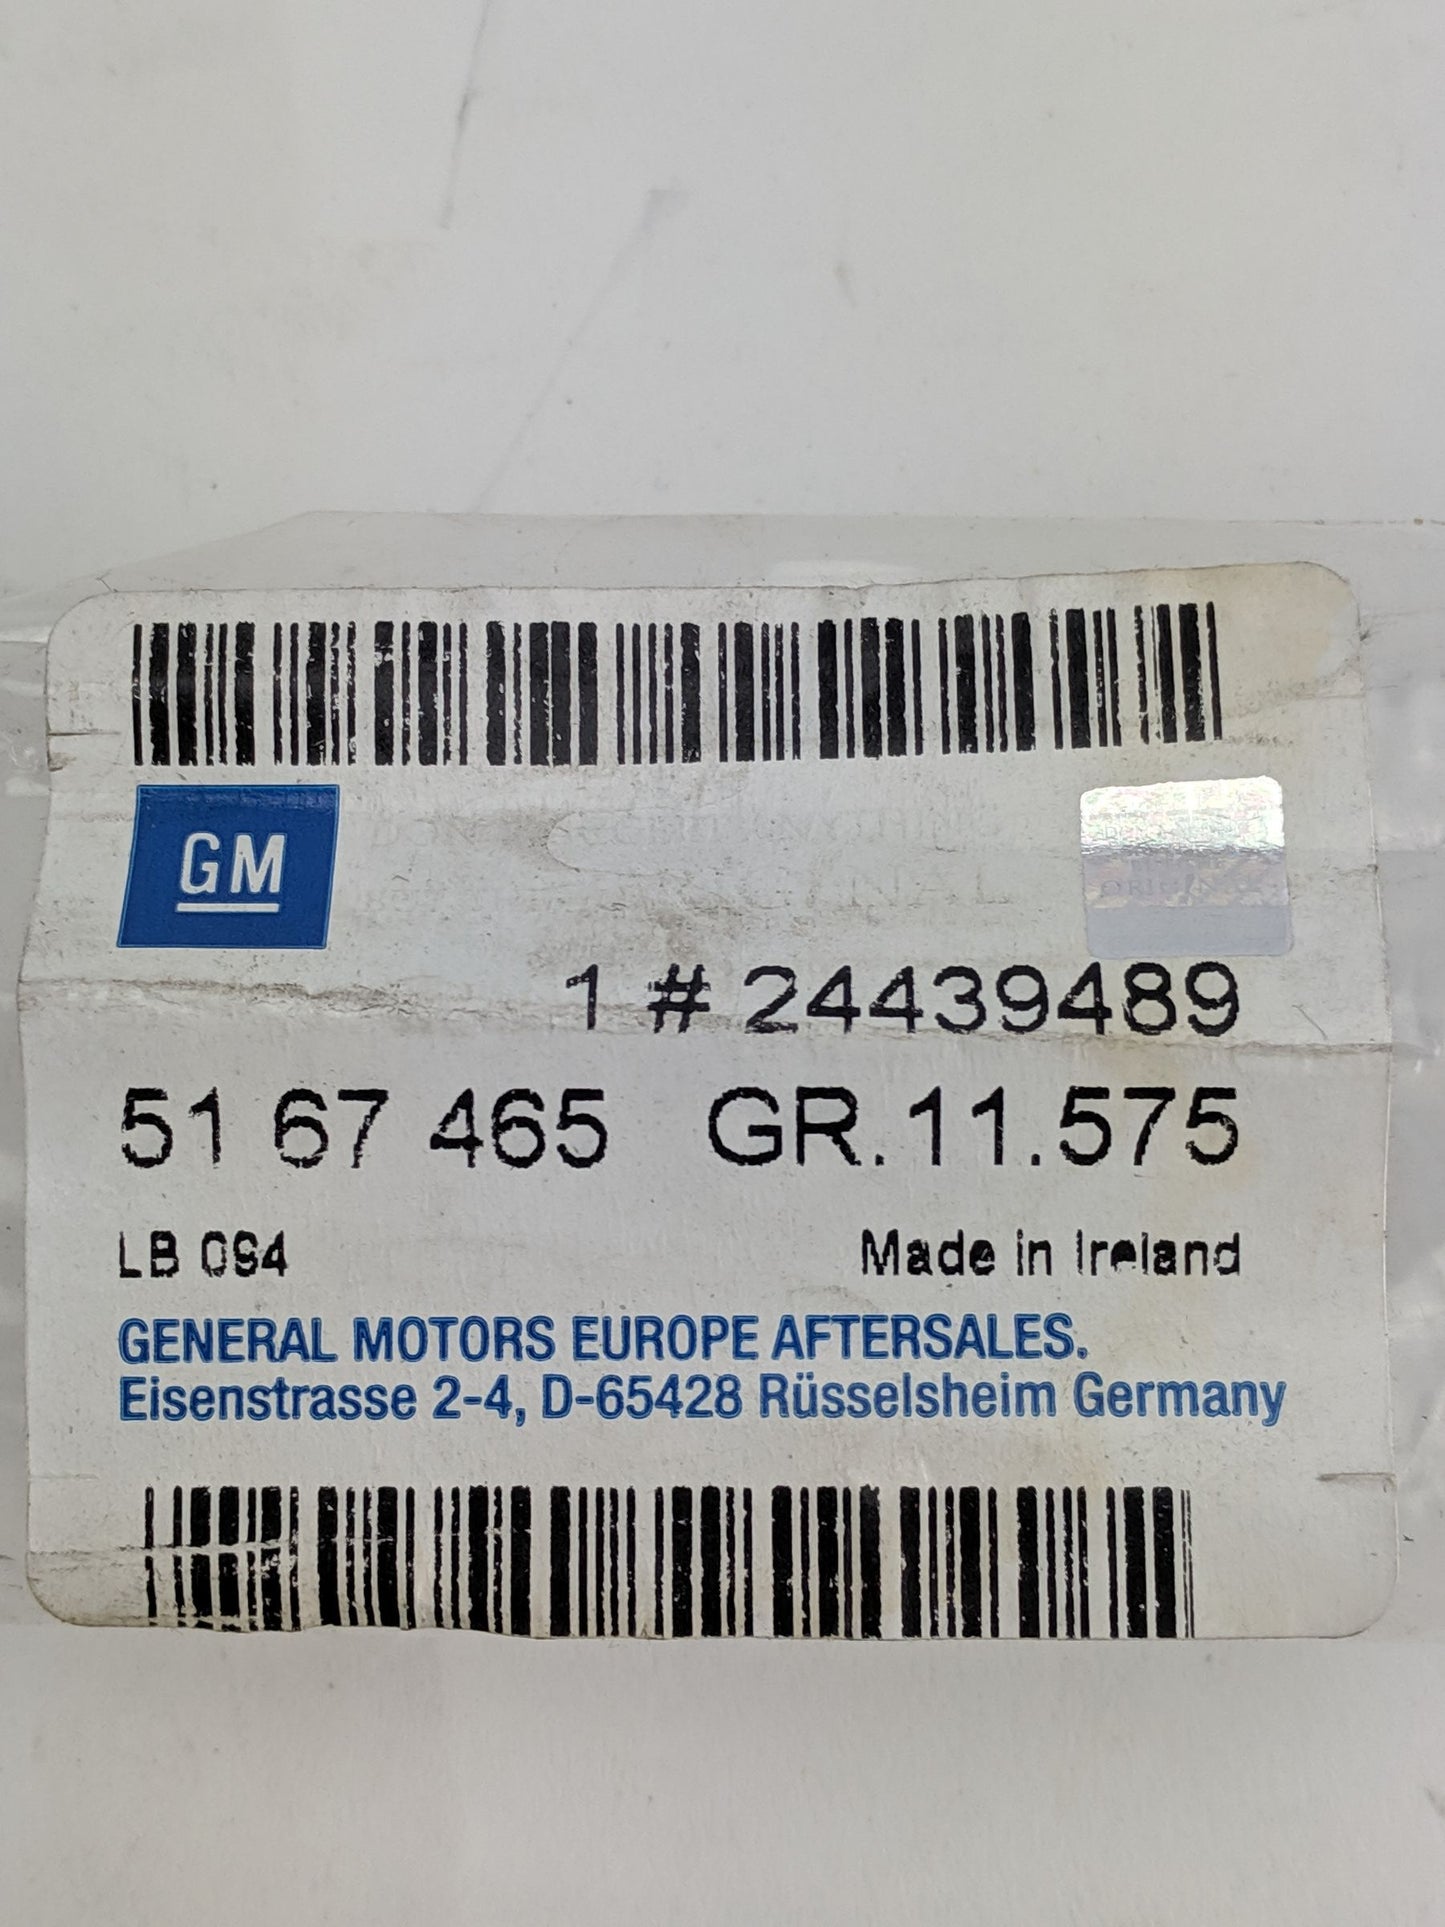 GM
ORIGINAL
1 # 24439489
51 67 465 GR.11.575
LB 094
Made in Ireland
GENERAL MOTORS EUROPE AFTERSALES.
Eisenstrasse 2-4, D-65428 Rüsselsheim Germany